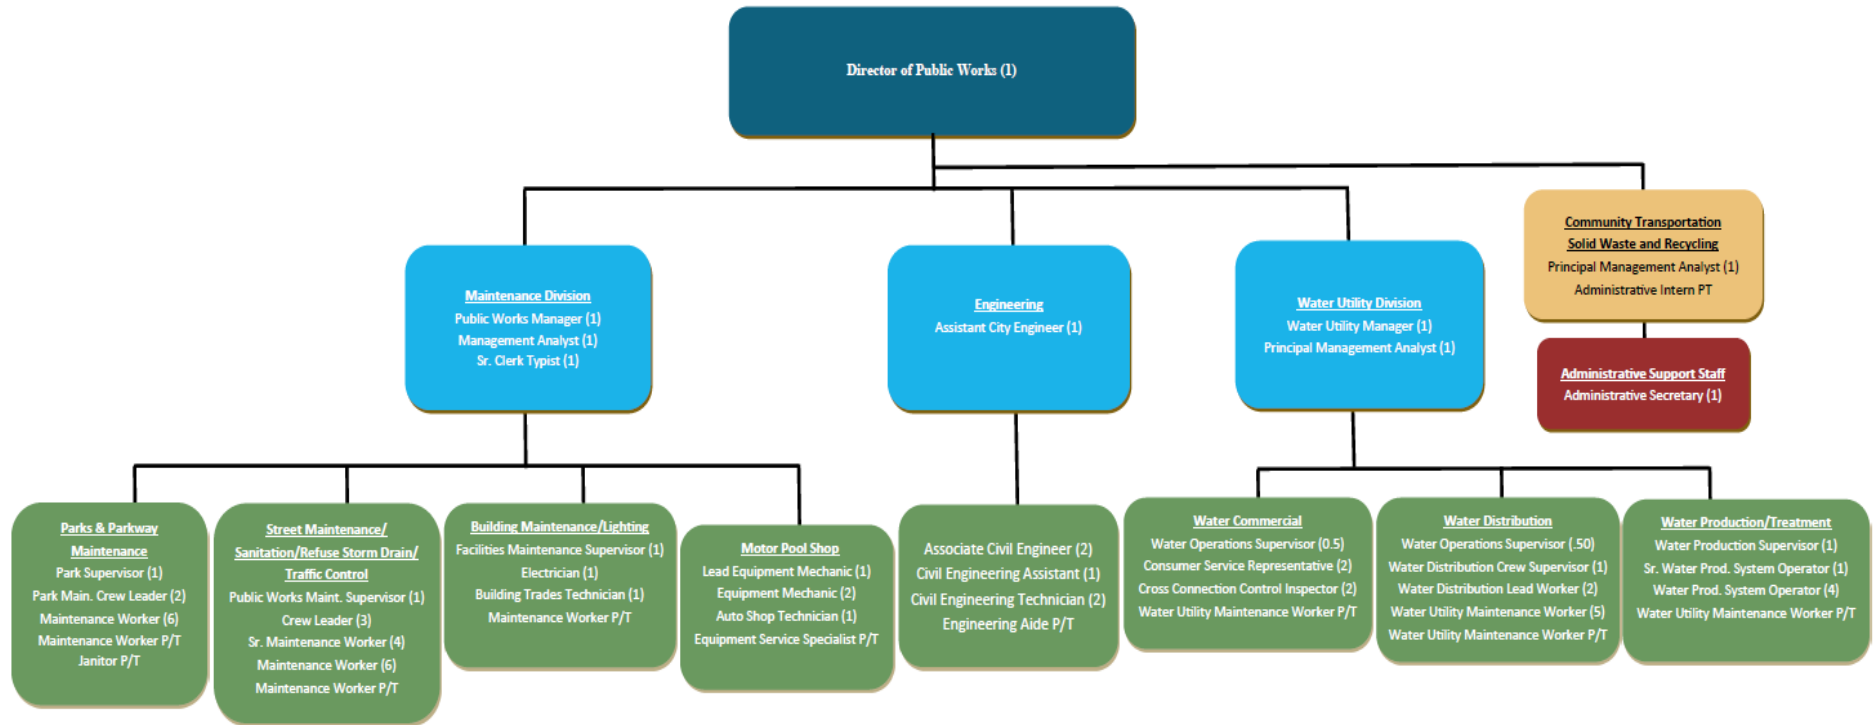 Director of Public Works (1)
Community Transportation
Solid Waste and Recycling
Principal Management Analyst (1)
Administrative Intern PT
Maintenance Division
Public Works Manager (1)
Management Analyst (1)
Sr. Clerk Typist (1)
Engineering
Assistant City Engineer (1)
Water Utility Division
Water Utility Manager (1)
Principal Management Analyst (1)
Administrative Support Staff
Administrative Secretary (1)
Parks & Parkway
Maintenance
Park Supervisor (1)
Park Main. Crew Leader (2)
Maintenance Worker (6)
Maintenance Worker P/T
Janitor P/T
Street Maintenance/
Sanitation/Refuse Storm Drain/
Traffic Control
Public Works Maint. Supervisor (1)
Crew Leader (3)
Sr. Maintenance Worker (4)
Maintenance Worker (6)
Maintenance Worker P/T
Building Maintenance/Lighting
Facilities Maintenance Supervisor (1)
Electrician (1)
Building Trades Technician (1)
Maintenance Worker P/T
Motor Pool Shop
Lead Equipment Mechanic (1)
Equipment Mechanic (2)
Auto Shop Technician (1)
Equipment Service Specialist P/T
Associate Civil Engineer (2)
Civil Engineering Assistant (1)
Civil Engineering Technician (2)
Engineering Aide P/T
Water Commercial
Water Operations Supervisor (0.5)
Consumer Service Representative (2)
Cross Connection Control Inspector (2)
Water Utility Maintenance Worker P/T
Water Distribution
Water Operations Supervisor (.50)
Water Distribution Crew Supervisor (1)
Water Distribution Lead Worker (2)
Water Utility Maintenance Worker (5)
Water Utility Maintenance Worker P/T
Water Production/Treatment
Water Production Supervisor (1)
Sr. Water Prod. System Operator (1)
Water Prod. System Operator (4)
Water Utility Maintenance Worker P/T